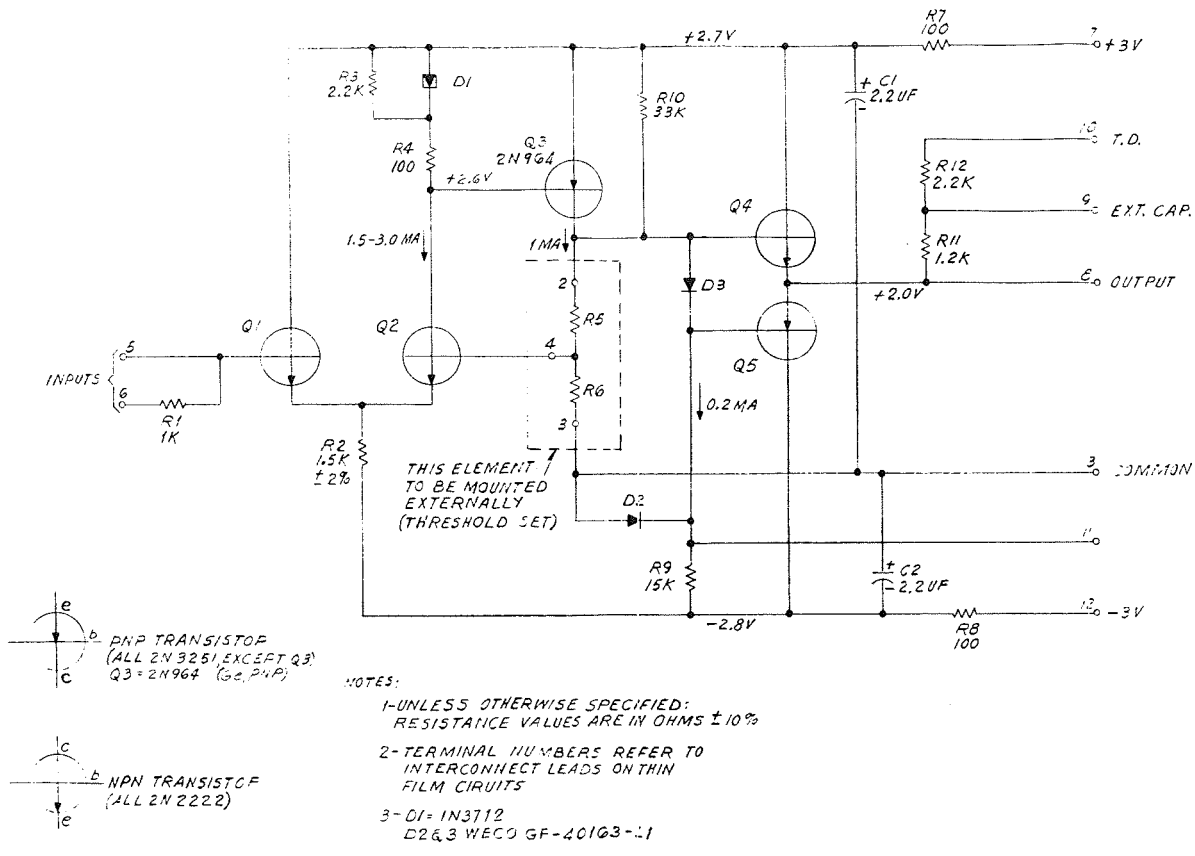 R7
100
7
+3V
+2.7V
R3
2.2K
D1
R10
33K
+ C1
2.2UF
-
10
T.D.
R4
100
Q3
2N964
R12
2.2K
+2.6V
9
EXT. CAP.
Q4
1.5-3.0 MA
1 MA
R11
1.2K
2
D3
8
OUTPUT
+2.0V
Q1
Q2
R5
5
4
INPUTS
Q5
R6
6
0.2MA
R1
1K
3
R2
1.5K
±2%
THIS ELEMENT
TO BE MOUNTED
EXTERNALLY
(THRESHOLD SET)
3
D2
11
R9
15K
+ C2
- 2.2UF
12
-3V
-2.8V
R8
100
e
b
c
PNP TRANSISTOR
(ALL 2N3251, EXCEPT Q3)
Q3=2N964 (Ge, PNP)
c
b
e
NPN TRANSISTOR
(ALL 2N2222)
NOTES:
1-UNLESS OTHERWISE SPECIFIED:
RESISTANCE VALUES ARE IN OHMS ±10%
2-TERMINAL NUMBERS REFER TO
INTERCONNECT LEADS ON THIN
FILM CIRUITS
3-D1= 1N3712
D2&3 WECO